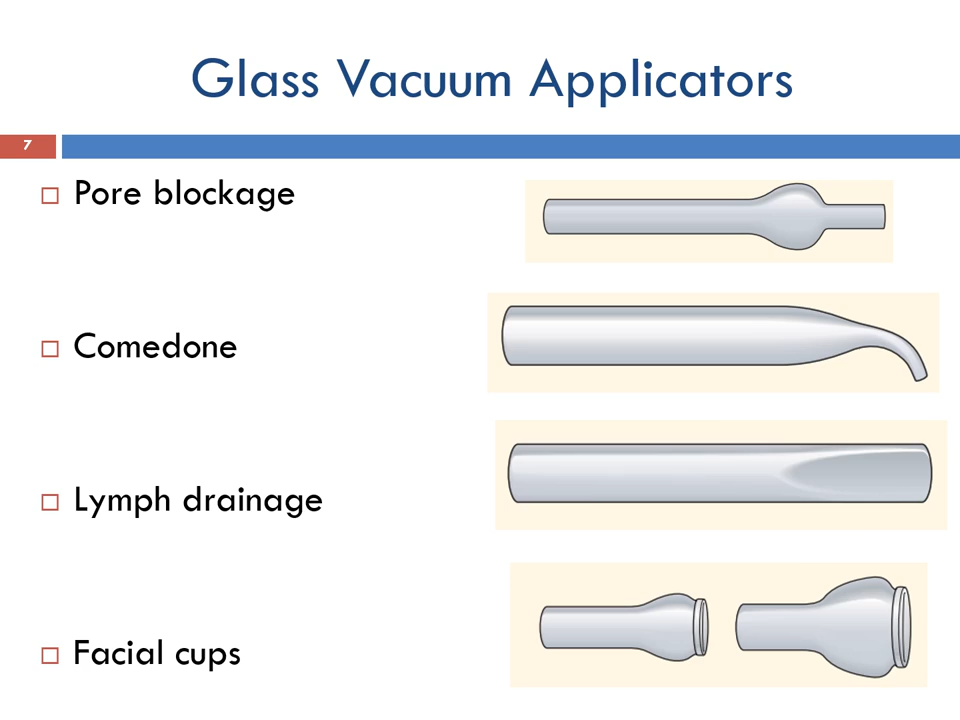 Glass Vacuum Applicators
7
Pore blockage
Comedone
Lymph drainage
Facial cups